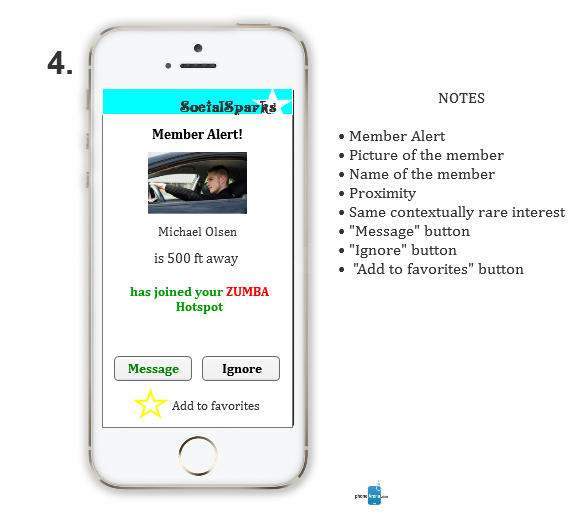 4.
SocialSparks
Member Alert!
Michael Olsen
is 500 ft away
has joined your ZUMBA
Hotspot
Message
Ignore
Add to favorites
NOTES
• Member Alert
• Picture of the member
• Name of the member
• Proximity
• Same contextually rare interest
• "Message" button
• "Ignore" button
• "Add to favorites" button
phoneArena.com